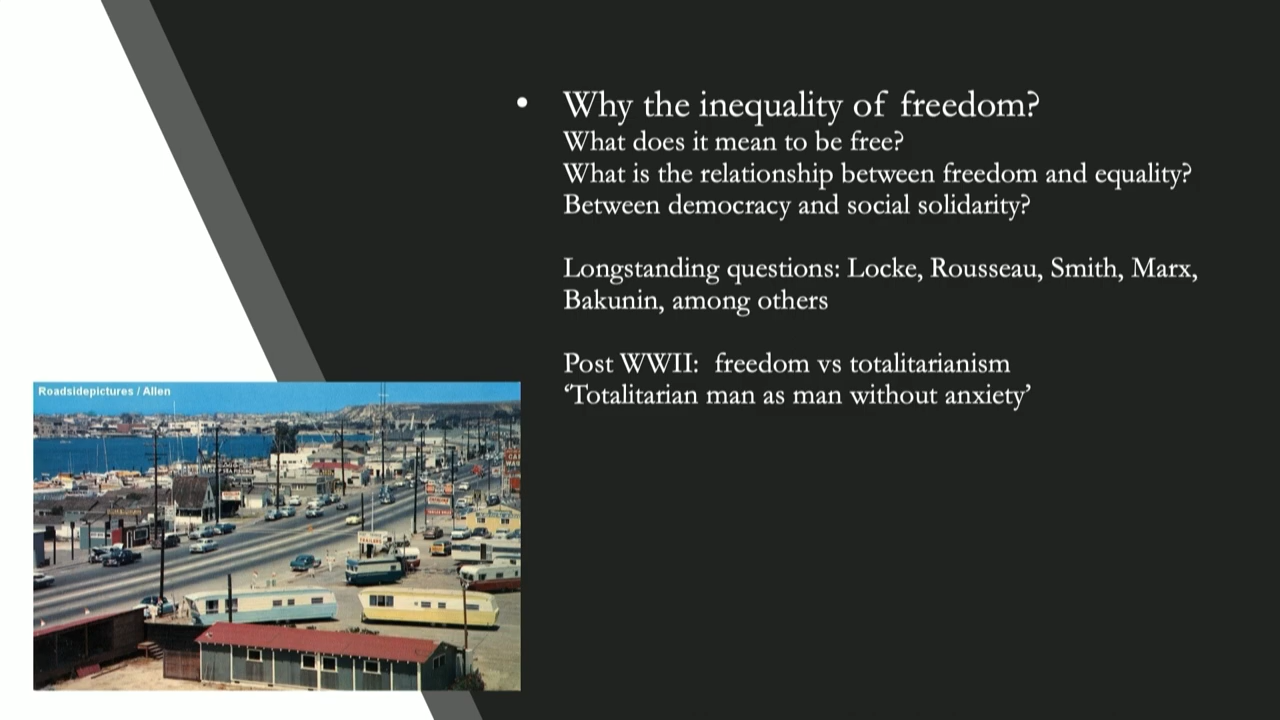 • Why the inequality of freedom?
What does it mean to be free?
What is the relationship between freedom and equality?
Between democracy and social solidarity?
Longstanding questions: Locke, Rousseau, Smith, Marx,
Bakunin, among others
Post WWII: freedom vs totalitarianism
‘Totalitarian man as man without anxiety’
Roadsidepictures / Allen